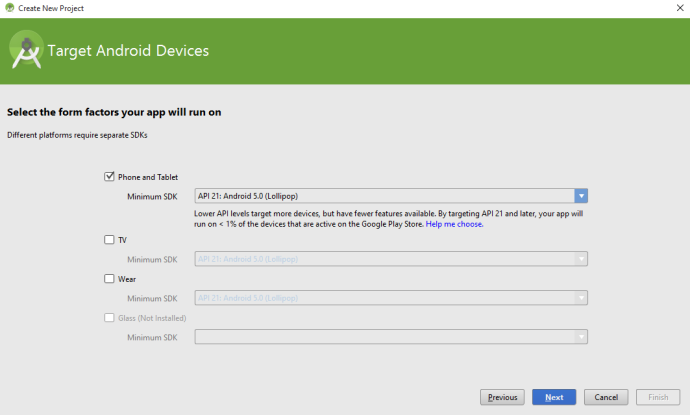 Create New Project
Target Android Devices
Select the form factors your app will run on
Different platforms require separate SDKs
Phone and Tablet
Minimum SDK API 21: Android 5.0 (Lollipop)
Lower API levels target more devices, but have fewer features available. By targeting API 21 and later, your app will
run on < 1% of the devices that are active on the Google Play Store. Help me choose.
TV
Minimum SDK API 21: Android 5.0 (Lollipop)
Wear
Minimum SDK API 21: Android 5.0 (Lollipop)
Glass (Not Installed)
Minimum SDK
Previous Next Cancel Finish